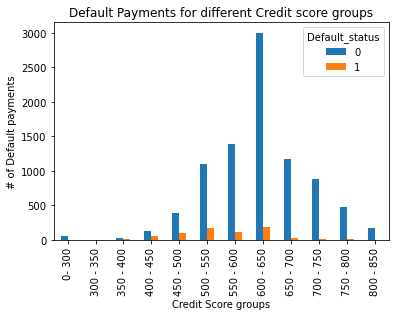 Default Payments for different Credit score groups
Default_status
0
1
# of Default payments
3000
2500
2000
1500
1000
500
0
0- 300
300 - 350
350 - 400
400 - 450
450 - 500
500 - 550
550 - 600
600 - 650
650 - 700
700 - 750
750 - 800
800 - 850
Credit Score groups